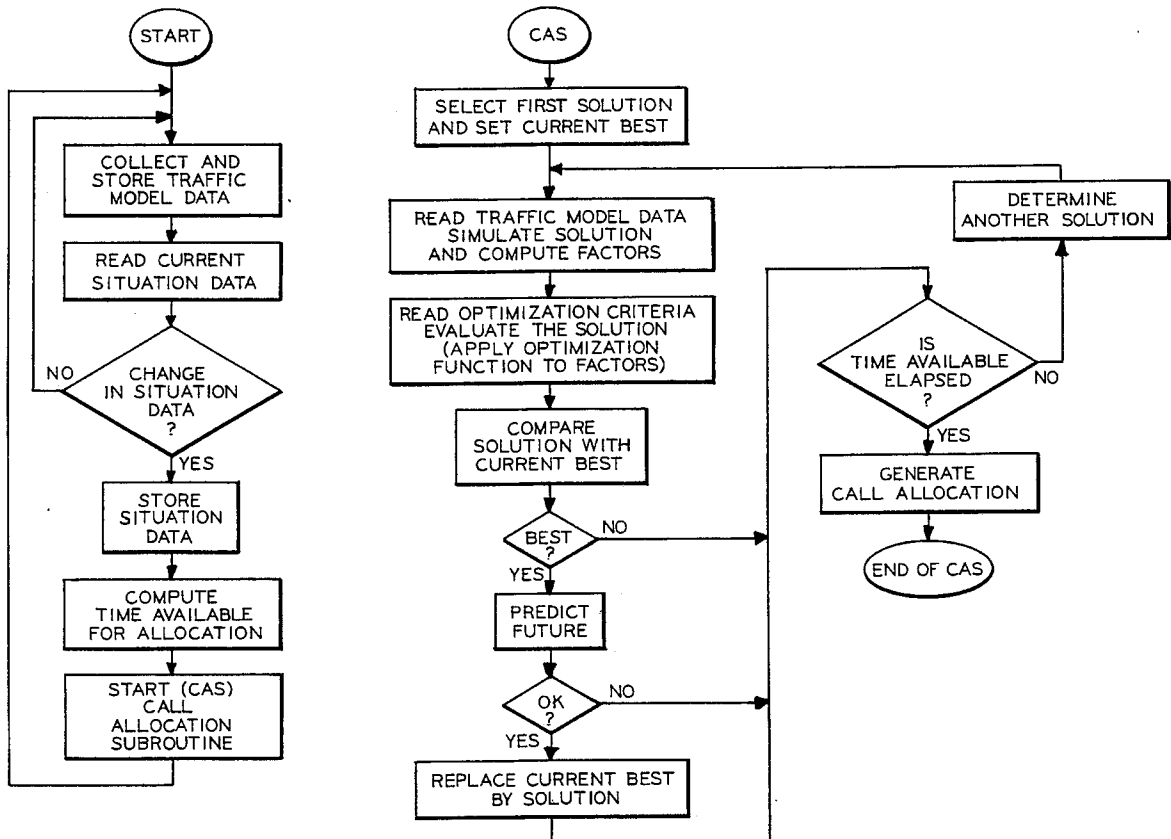 START
COLLECT AND
STORE TRAFFIC
MODEL DATA
READ CURRENT
SITUATION DATA
NO
CHANGE
IN SITUATION
DATA
?
YES
STORE
SITUATION
DATA
COMPUTE
TIME AVAILABLE
FOR ALLOCATION
START (CAS)
CALL
ALLOCATION
SUBROUTINE
CAS
SELECT FIRST SOLUTION
AND SET CURRENT BEST
READ TRAFFIC MODEL DATA
SIMULATE SOLUTION
AND COMPUTE FACTORS
READ OPTIMIZATION CRITERIA
EVALUATE THE SOLUTION
(APPLY OPTIMIZATION
FUNCTION TO FACTORS)
COMPARE
SOLUTION WITH
CURRENT BEST
BEST
?
NO
YES
PREDICT
FUTURE
OK
?
NO
YES
REPLACE CURRENT BEST
BY SOLUTION
DETERMINE
ANOTHER SOLUTION
IS
TIME AVAILABLE
ELAPSED
?
NO
YES
GENERATE
CALL ALLOCATION
END OF CAS